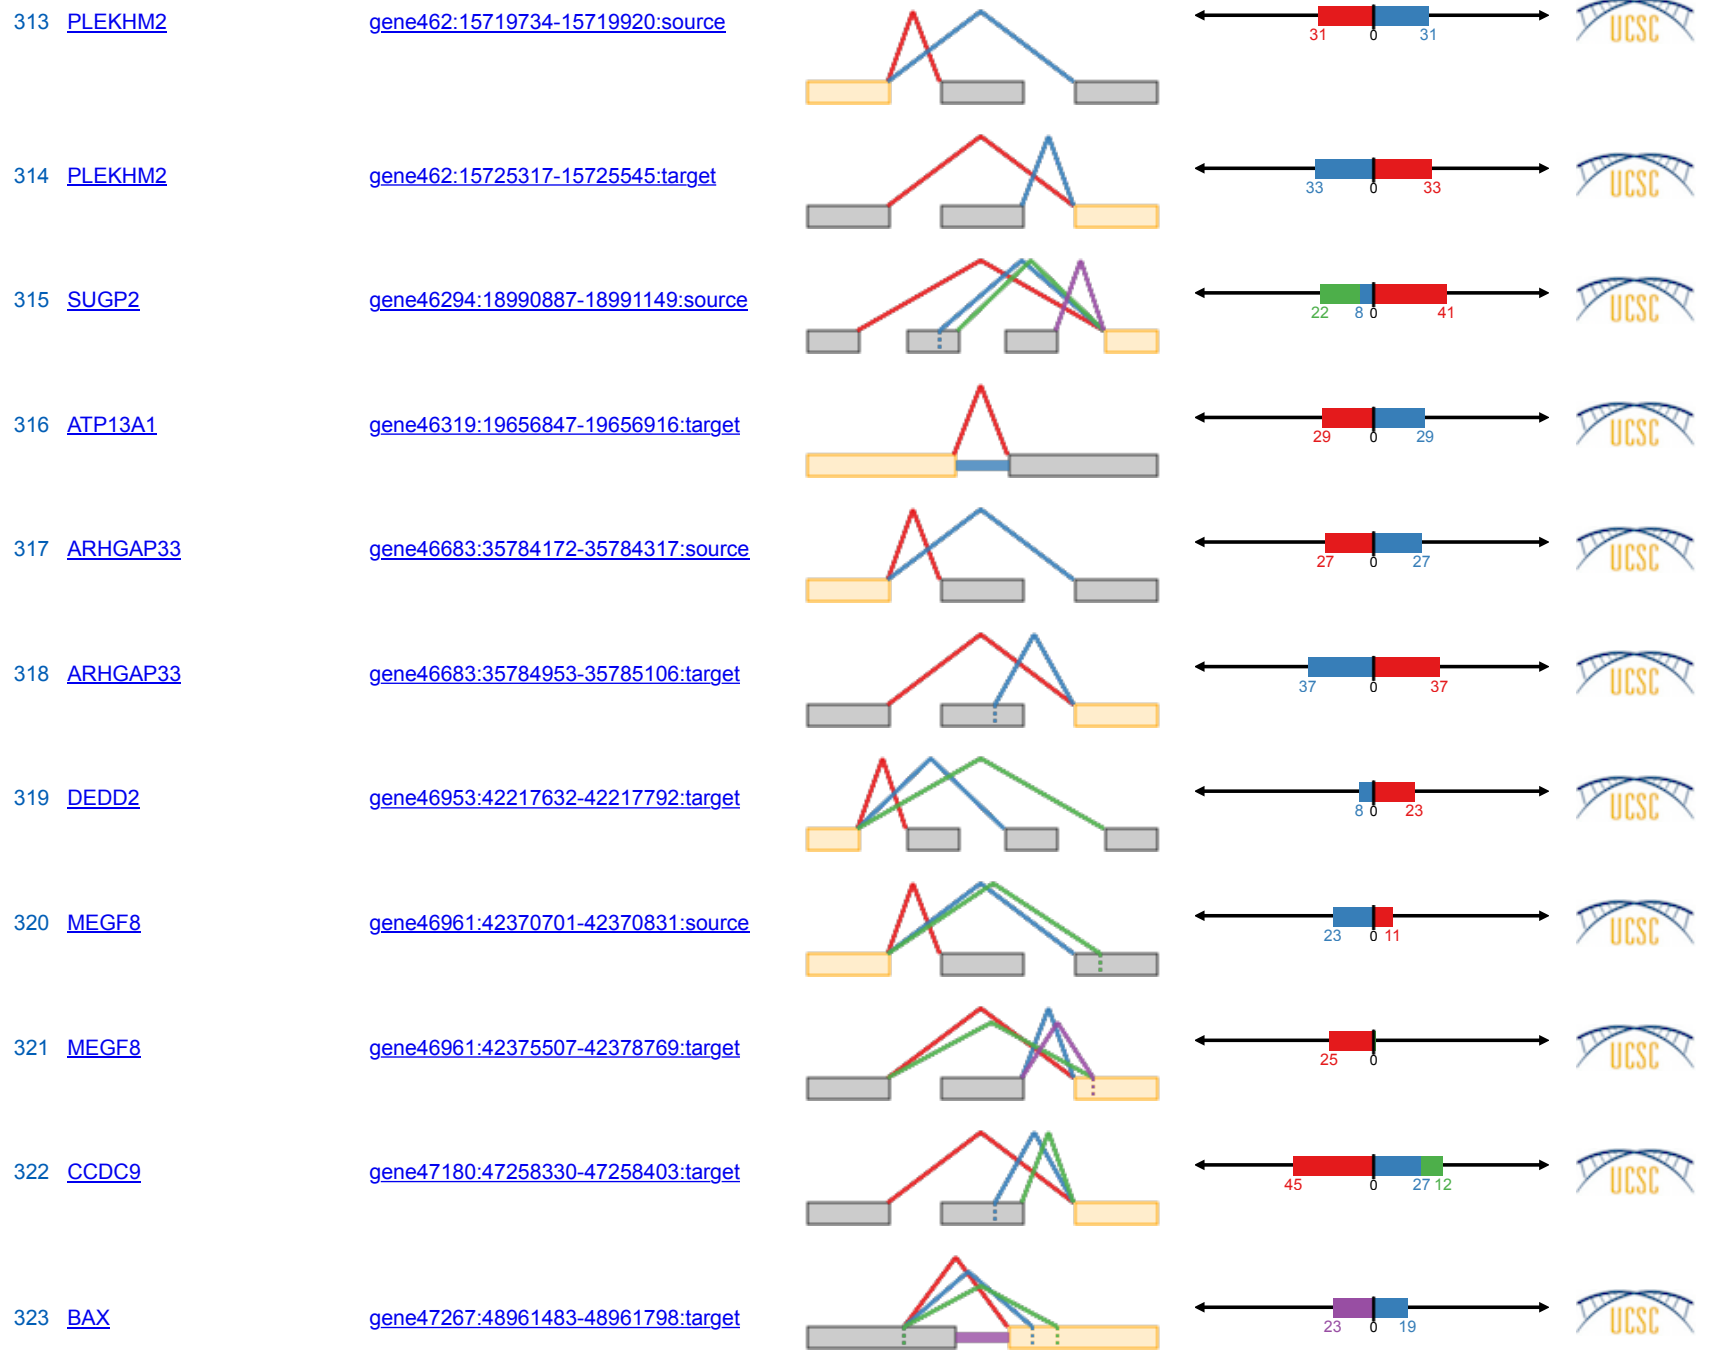 313 PLEKHM2 gene462:15719734-15719920:source 31 0 31 UCSC
314 PLEKHM2 gene462:15725317-15725545:target 33 0 33 UCSC
315 SUGP2 gene46294:18990887-18991149:source 22 8 0 41 UCSC
316 ATP13A1 gene46319:19656847-19656916:target 29 0 29 UCSC
317 ARHGAP33 gene46683:35784172-35784317:source 27 0 27 UCSC
318 ARHGAP33 gene46683:35784953-35785106:target 37 0 37 UCSC
319 DEDD2 gene46953:42217632-42217792:target 8 0 23 UCSC
320 MEGF8 gene46961:42370701-42370831:source 23 0 11 UCSC
321 MEGF8 gene46961:42375507-42378769:target 25 0 UCSC
322 CCDC9 gene47180:47258330-47258403:target 45 0 27 12 UCSC
323 BAX gene47267:48961483-48961798:target 23 0 19 UCSC